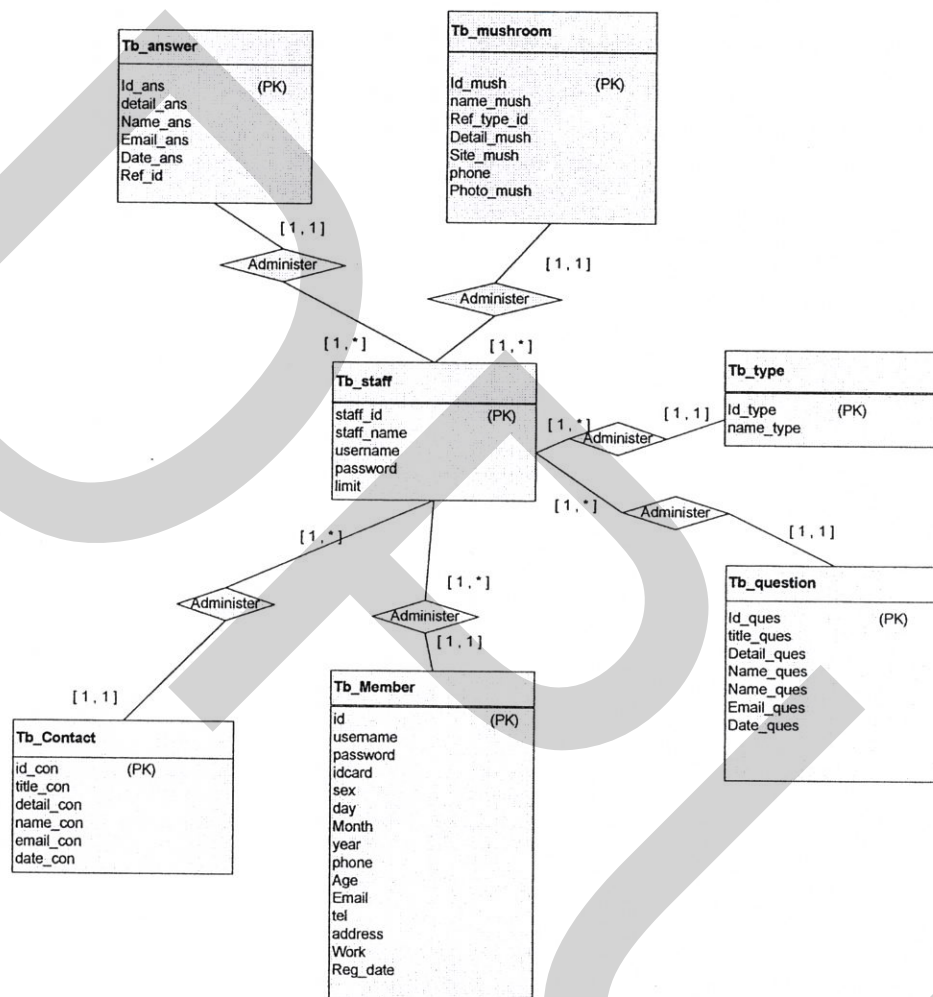 Tb_answer
Id_ans (PK)
detail_ans
Name_ans
Email_ans
Date_ans
Ref_id
Tb_mushroom
Id_mush (PK)
name_mush
Ref_type_id
Detail_mush
Site_mush
phone
Photo_mush
[1,1]
Administer
[1,*]
[1,1]
Administer
[1,*]
Tb_staff
staff_id (PK)
staff_name
username
password
limit
[1,*]
Administer
[1,1]
Tb_type
Id_type (PK)
name_type
[1,*]
Administer
[1,1]
Tb_question
Id_ques (PK)
title_ques
Detail_ques
Name_ques
Name_ques
Email_ques
Date_ques
[1,*]
Administer
[1,1]
Tb_Contact
id_con (PK)
title_con
detail_con
name_con
email_con
date_con
[1,*]
Administer
[1,1]
Tb_Member
id (PK)
username
password
idcard
sex
day
Month
year
phone
Age
Email
tel
address
Work
Reg_date